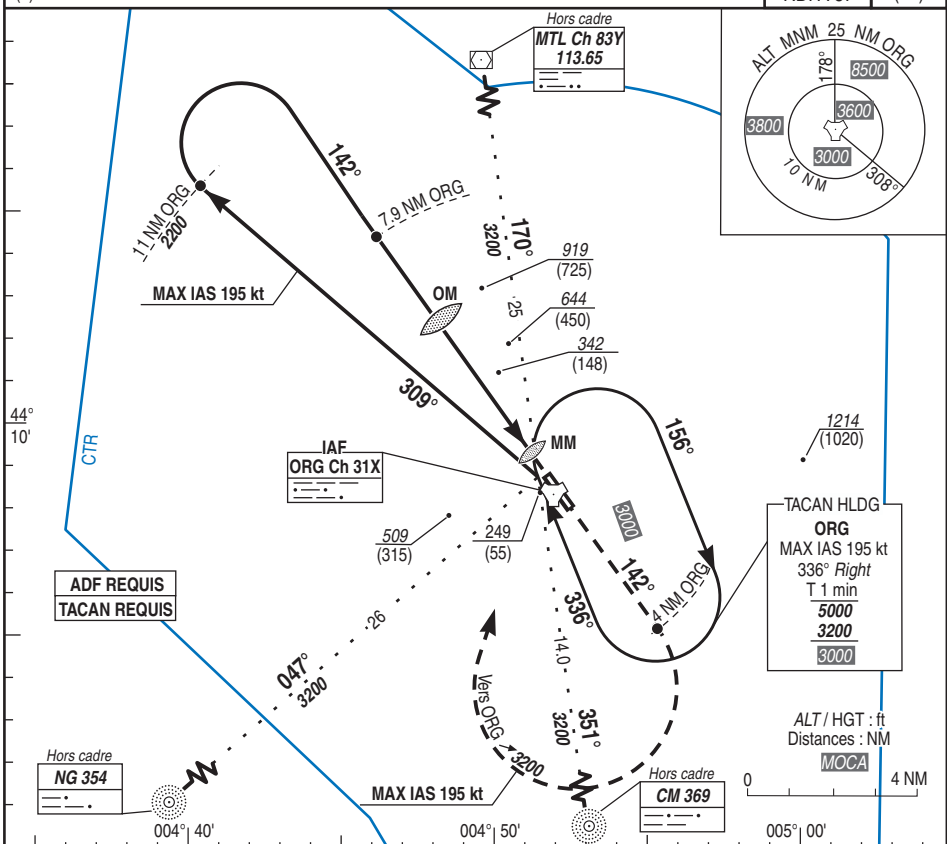 Hors cadre
MTL Ch 83Y
113.65
ALT MNM 25 NM ORG
178°
8500
3600
3800
3000
10 NM
308°
142°
11 NM ORG
2200
7.9 NM ORG
170°
3200
919
(725)
MAX IAS 195 kt
OM
25
644
(450)
342
(148)
309°
44°
10'
CTR
MM
156°
1214
(1020)
IAF
ORG Ch 31X
TACAN HLDG
ORG
MAX IAS 195 kt
336° Right
T 1 min
5000
3200
3000
509
(315)
249
(55)
3000
142°
4 NM ORG
336°
ADF REQUIS
TACAN REQUIS
26
047°
3200
14.0
351°
3200
Vers ORG
3200
ALT / HGT : ft
Distances : NM
MOCA
0
4 NM
Hors cadre
NG 354
MAX IAS 195 kt
Hors cadre
CM 369
004° 40'
004° 50'
005° 00'